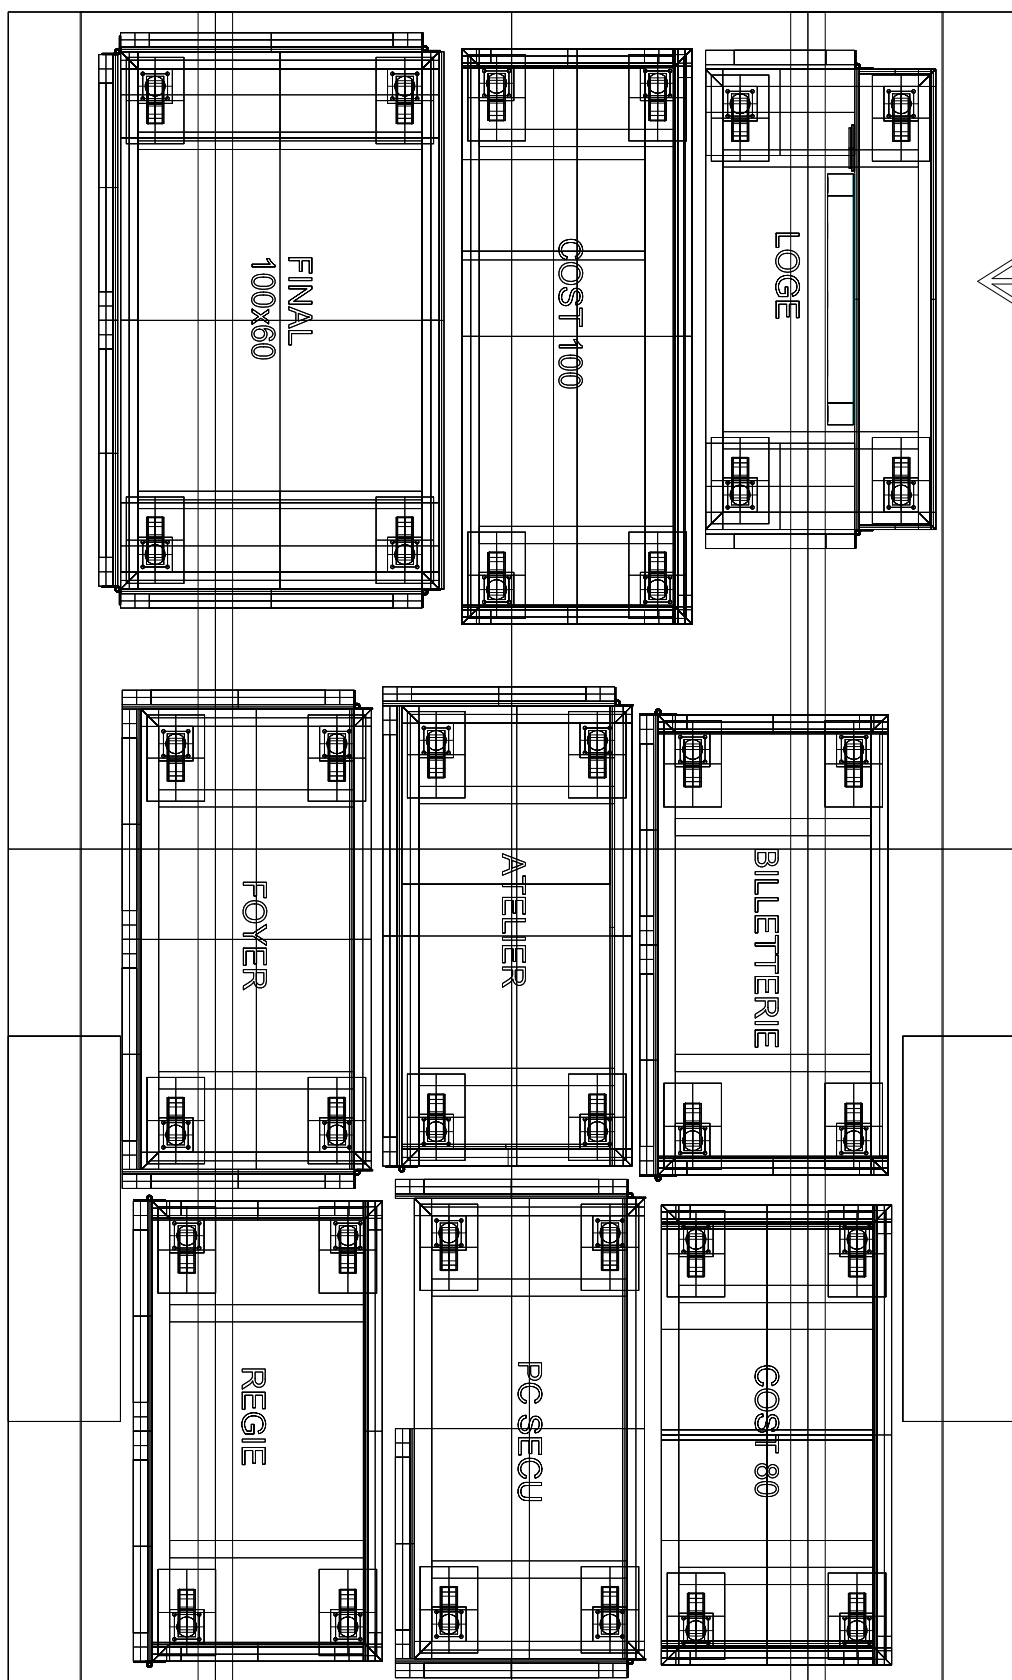 FINAL
100x60
COST 100
LOGE
FOYER
ATELIER
BILLETTERIE
REGIE
PC SECU
COST 80